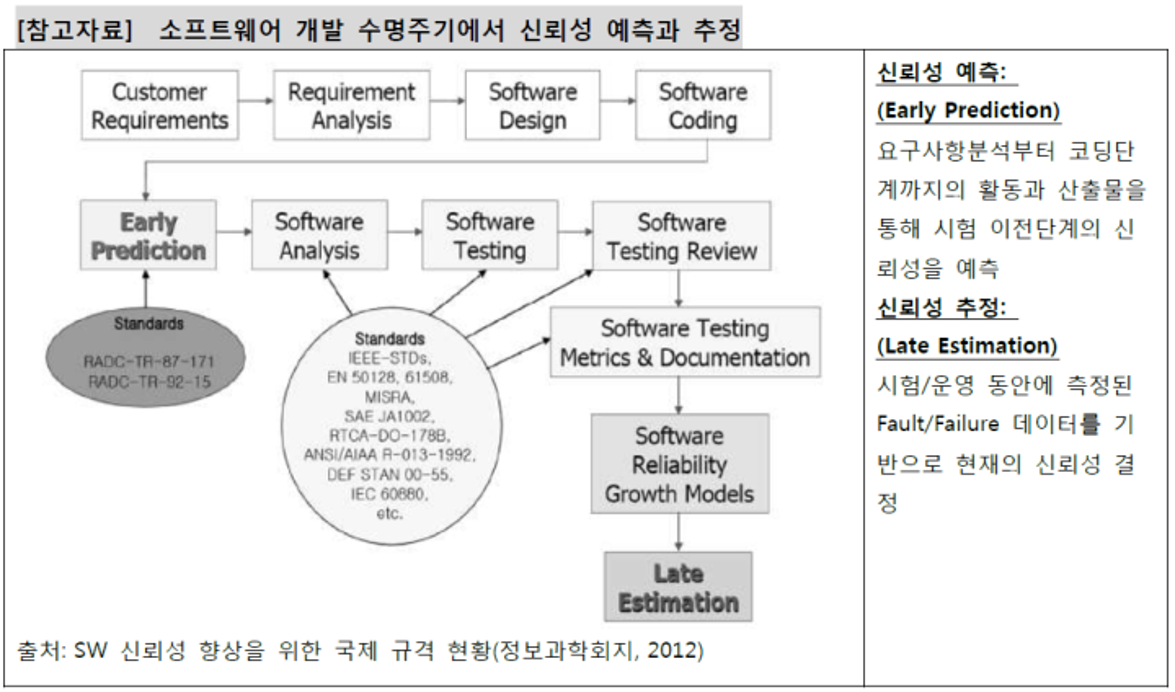 [참고자료] 소프트웨어 개발 수명주기에서 신뢰성 예측과 추정
Customer
Requirements
Requirement
Analysis
Software
Design
Software
Coding
Early
Prediction
Software
Analysis
Software
Testing
Software
Testing Review
Standards
RADC-TR-87-171
RADC-TR-92-15
Standards
IEEE-STDs,
EN 50128, 61508,
MISRA,
SAE JA1002,
RTCA-DO-178B,
ANSI/AIAA R-013-1992,
DEF STAN 00-55,
IEC 60880,
etc.
Software Testing
Metrics & Documentation
Software
Reliability
Growth Models
Late
Estimation
출처: SW 신뢰성 향상을 위한 국제 규격 현황(정보과학회지, 2012)
신뢰성 예측:
(Early Prediction)
요구사항분석부터 코딩단
계까지의 활동과 산출물을
통해 시험 이전단계의 신
뢰성을 예측
신뢰성 추정:
(Late Estimation)
시험/운영 동안에 측정된
Fault/Failure 데이터를 기
반으로 현재의 신뢰성 결
정